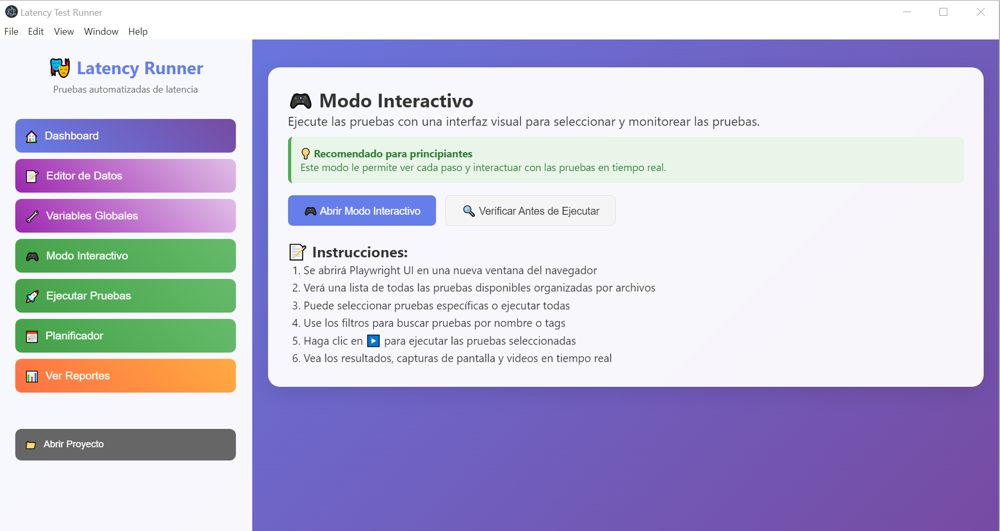 Latency Test Runner
File Edit View Window Help
Latency Runner
Pruebas automatizadas de latencia
Dashboard
Editor de Datos
Variables Globales
Modo Interactivo
Ejecutar Pruebas
Planificador
Ver Reportes
Abrir Proyecto
Modo Interactivo
Ejecute las pruebas con una interfaz visual para seleccionar y monitorear las pruebas.
Recomendado para principiantes
Este modo le permite ver cada paso y interactuar con las pruebas en tiempo real.
Abrir Modo Interactivo
Verificar Antes de Ejecutar
Instrucciones:
1. Se abrirá Playwright UI en una nueva ventana del navegador
2. Verá una lista de todas las pruebas disponibles organizadas por archivos
3. Puede seleccionar pruebas específicas o ejecutar todas
4. Use los filtros para buscar pruebas por nombre o tags
5. Haga clic en ▶️ para ejecutar las pruebas seleccionadas
6. Vea los resultados, capturas de pantalla y videos en tiempo real